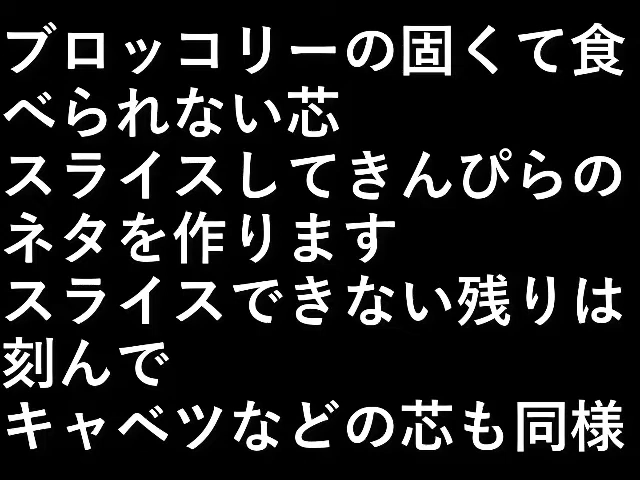 ブロッコリーの固くて食
べられない芯
スライスしてきんぴらの
ネタを作ります
スライスできない残りは
刻んで
キャベツなどの芯も同様